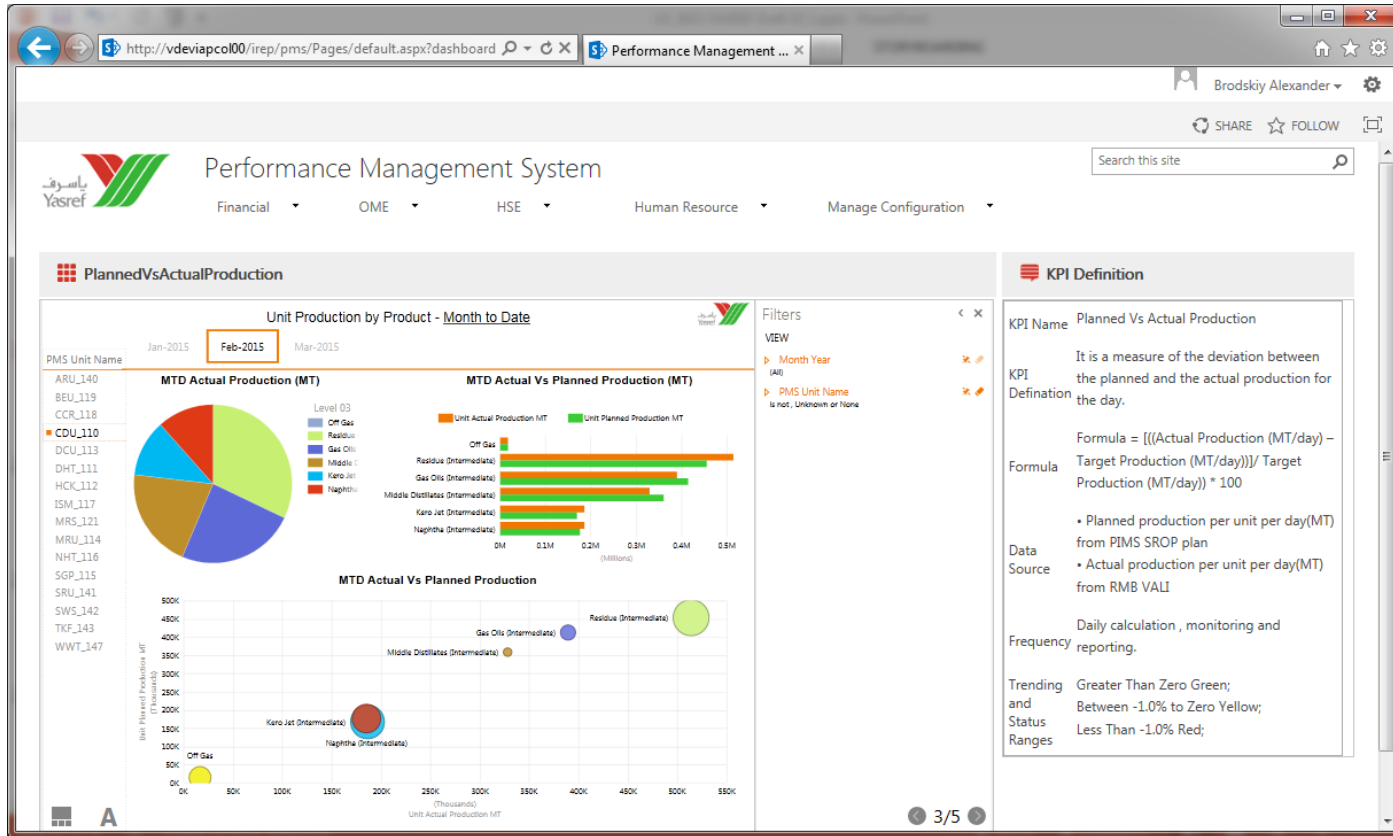 http://vdeviapcol00/irep/pms/Pages/default.aspx?dashboard
Performance Management ...
Brodskiy Alexander
SHARE FOLLOW
ياسرف
Yasref
Performance Management System
Search this site
Financial OME HSE Human Resource Manage Configuration
PlannedVsActualProduction
KPI Definition
Unit Production by Product - Month to Date
Jan-2015 Feb-2015 Mar-2015
PMS Unit Name
ARU_140
BEU_119
CCR_118
CDU_110
DCU_113
DHT_111
HCK_112
ISM_117
MRS_121
MRU_114
NHT_116
SGP_115
SRU_141
SWS_142
TKF_143
WWT_147
MTD Actual Production (MT)
Level 03
Off Gas
Residue
Gas Oils
Middle
Kero Jet
Naphtha
MTD Actual Vs Planned Production (MT)
Unit Actual Production MT Unit Planned Production MT
Off Gas
Residue (Intermediate)
Gas Oils (Intermediate)
Middle Distillates (Intermediate)
Kero Jet (Intermediate)
Naphtha (Intermediate)
0M 0.1M 0.2M 0.3M 0.4M 0.5M
(Millions)
MTD Actual Vs Planned Production
Unit Planned Production MT
(Thousands)
500K
450K
400K
350K
300K
250K
200K
150K
100K
50K
0K
Residue (Intermediate)
Gas Oils (Intermediate)
Middle Distillates (Intermediate)
Kero Jet (Intermediate)
Naphtha (Intermediate)
Off Gas
0K 50K 100K 150K 200K 250K 300K 350K 400K 450K 500K 550K
(Thousands)
Unit Actual Production MT
A
Filters
VIEW
Month Year
(All)
PMS Unit Name
Is not , Unknown or None
3/5
KPI Name Planned Vs Actual Production
KPI
Defination
It is a measure of the deviation between
the planned and the actual production for
the day.
Formula
Formula = [((Actual Production (MT/day) –
Target Production (MT/day))]/ Target
Production (MT/day)) * 100
Data
Source
• Planned production per unit per day(MT)
from PIMS SROP plan
• Actual production per unit per day(MT)
from RMB VALI
Frequency
Daily calculation , monitoring and
reporting.
Trending
and
Status
Ranges
Greater Than Zero Green;
Between -1.0% to Zero Yellow;
Less Than -1.0% Red;